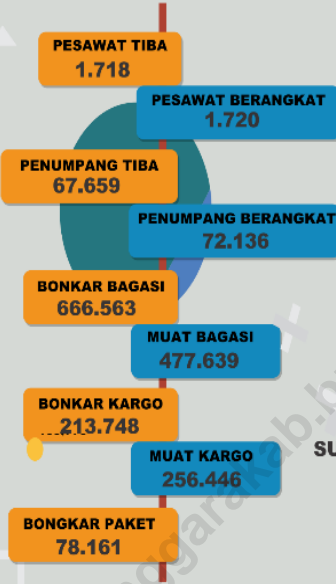 PESAWAT TIBA
1.718
PESAWAT BERANGKAT
1.720
PENUMPANG TIBA
67.659
PENUMPANG BERANGKAT
72.136
BONKAR BAGASI
666.563
MUAT BAGASI
477.639
BONKAR KARGO
213.748
MUAT KARGO
256.446
SU
BONGKAR PAKET
78.161